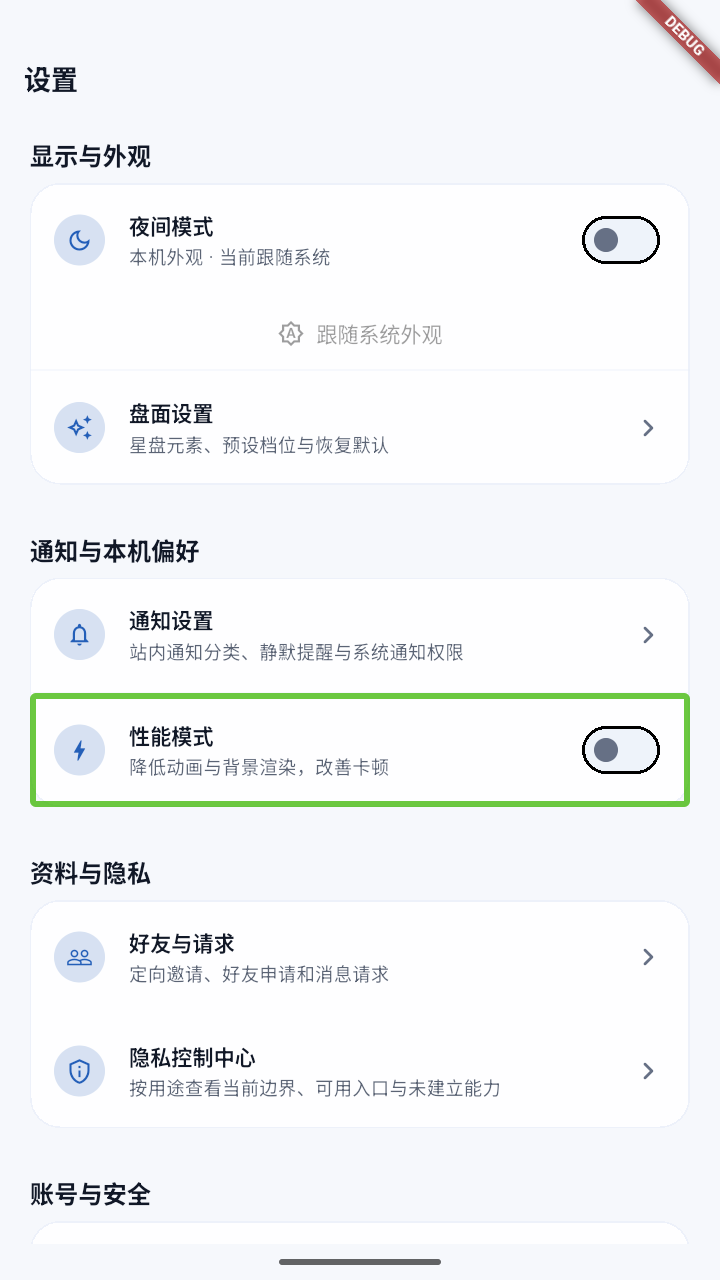 DEBUG
设置
显示与外观
夜间模式
本机外观 · 当前跟随系统
跟随系统外观
盘面设置
星盘元素、预设档位与恢复默认
通知与本机偏好
通知设置
站内通知分类、静默提醒与系统通知权限
性能模式
降低动画与背景渲染，改善卡顿
资料与隐私
好友与请求
定向邀请、好友申请和消息请求
隐私控制中心
按用途查看当前边界、可用入口与未建立能力
账号与安全